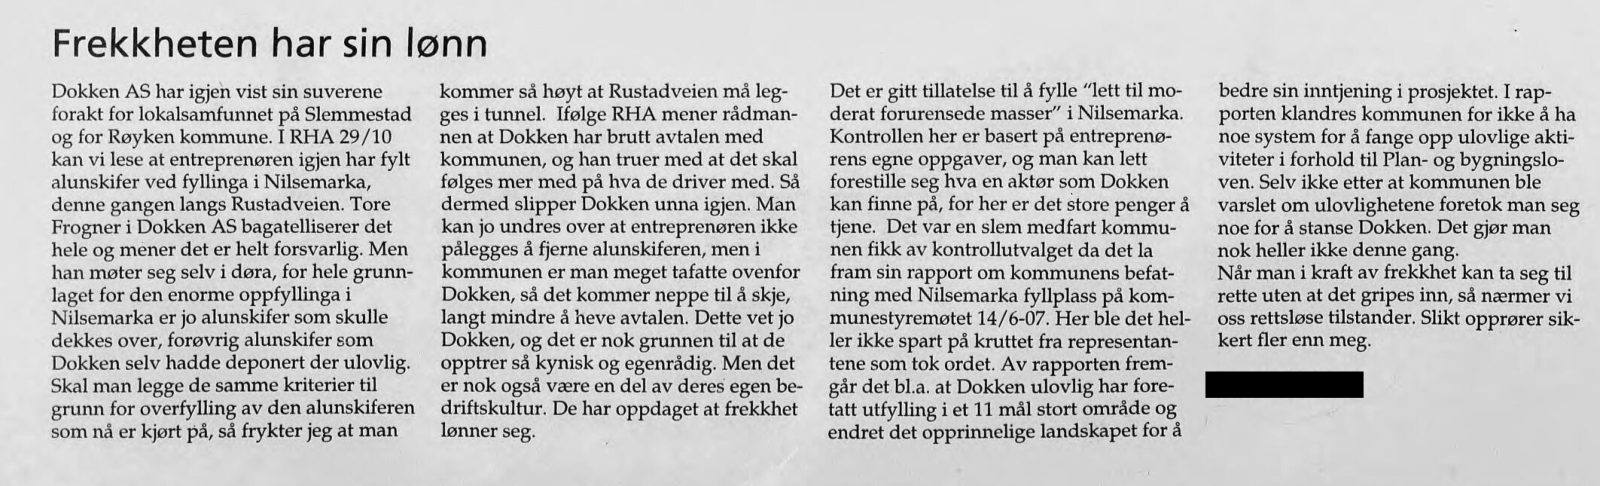 Frekkheten har sin lønn
Dokken AS har igjen vist sin suverene
forakt for lokalsamfunnet på Slemmestad
og for Røyken kommune. I RHA 29/10
kan vi lese at entreprenøren igjen har fylt
alunskifer ved fyllinga i Nilsemarka,
denne gangen langs Rustadveien. Tore
Frogner i Dokken AS bagatelliserer det
hele og mener det er helt forsvarlig. Men
han møter seg selv i døra, for hele grunn-
laget for den enorme oppfyllinga i
Nilsemarka er jo alunskifer som skulle
dekkes over, forøvrig alunskifer som
Dokken selv hadde deponert der ulovlig.
Skal man legge de samme kriterier til
grunn for overfylling av den alunskiferen
som nå er kjørt på, så frykter jeg at man
kommer så høyt at Rustadveien må leg-
ges i tunnel. Ifølge RHA mener rådman-
nen at Dokken har brutt avtalen med
kommunen, og han truer med at det skal
følges mer med på hva de driver med. Så
dermed slipper Dokken unna igjen. Man
kan jo undres over at entreprenøren ikke
pålegges å fjerne alunskiferen, men i
kommunen er man meget tafatte ovenfor
Dokken, så det kommer neppe til å skje,
langt mindre å heve avtalen. Dette vet jo
Dokken, og det er nok grunnen til at de
opptrer så kynisk og egenrådig. Men det
er nok også være en del av deres egen be-
driftskultur. De har oppdaget at frekkhet
lønner seg.
Det er gitt tillatelse til å fylle "lett til mo-
derat forurensede masser" i Nilsemarka.
Kontrollen her er basert på entreprenø-
rens egne oppgaver, og man kan lett
forestille seg hva en aktør som Dokken
kan finne på, for her er det store penger å
tjene. Det var en slem medfart kommu-
nen fikk av kontrollutvalget da det la
fram sin rapport om kommunens befat-
ning med Nilsemarka fyllplass på kom-
munestyremøtet 14/6-07. Her ble det hel-
ler ikke spart på kruttet fra representan-
tene som tok ordet. Av rapporten frem-
går det bl.a. at Dokken ulovlig har fore-
tatt utfylling i et 11 mål stort område og
endret det opprinnelige landskapet for å
bedre sin inntjening i prosjektet. I rap-
porten klandres kommunen for ikke å ha
noe system for å fange opp ulovlige akti-
viteter i forhold til Plan- og bygningslo-
ven. Selv ikke etter at kommunen ble
varslet om ulovlighetene foretok man seg
noe for å stanse Dokken. Det gjør man
nok heller ikke denne gang.
Når man i kraft av frekkhet kan ta seg til
rette uten at det gripes inn, så nærmer vi
oss rettsløse tilstander. Slikt opprører sik-
kert fler enn meg.